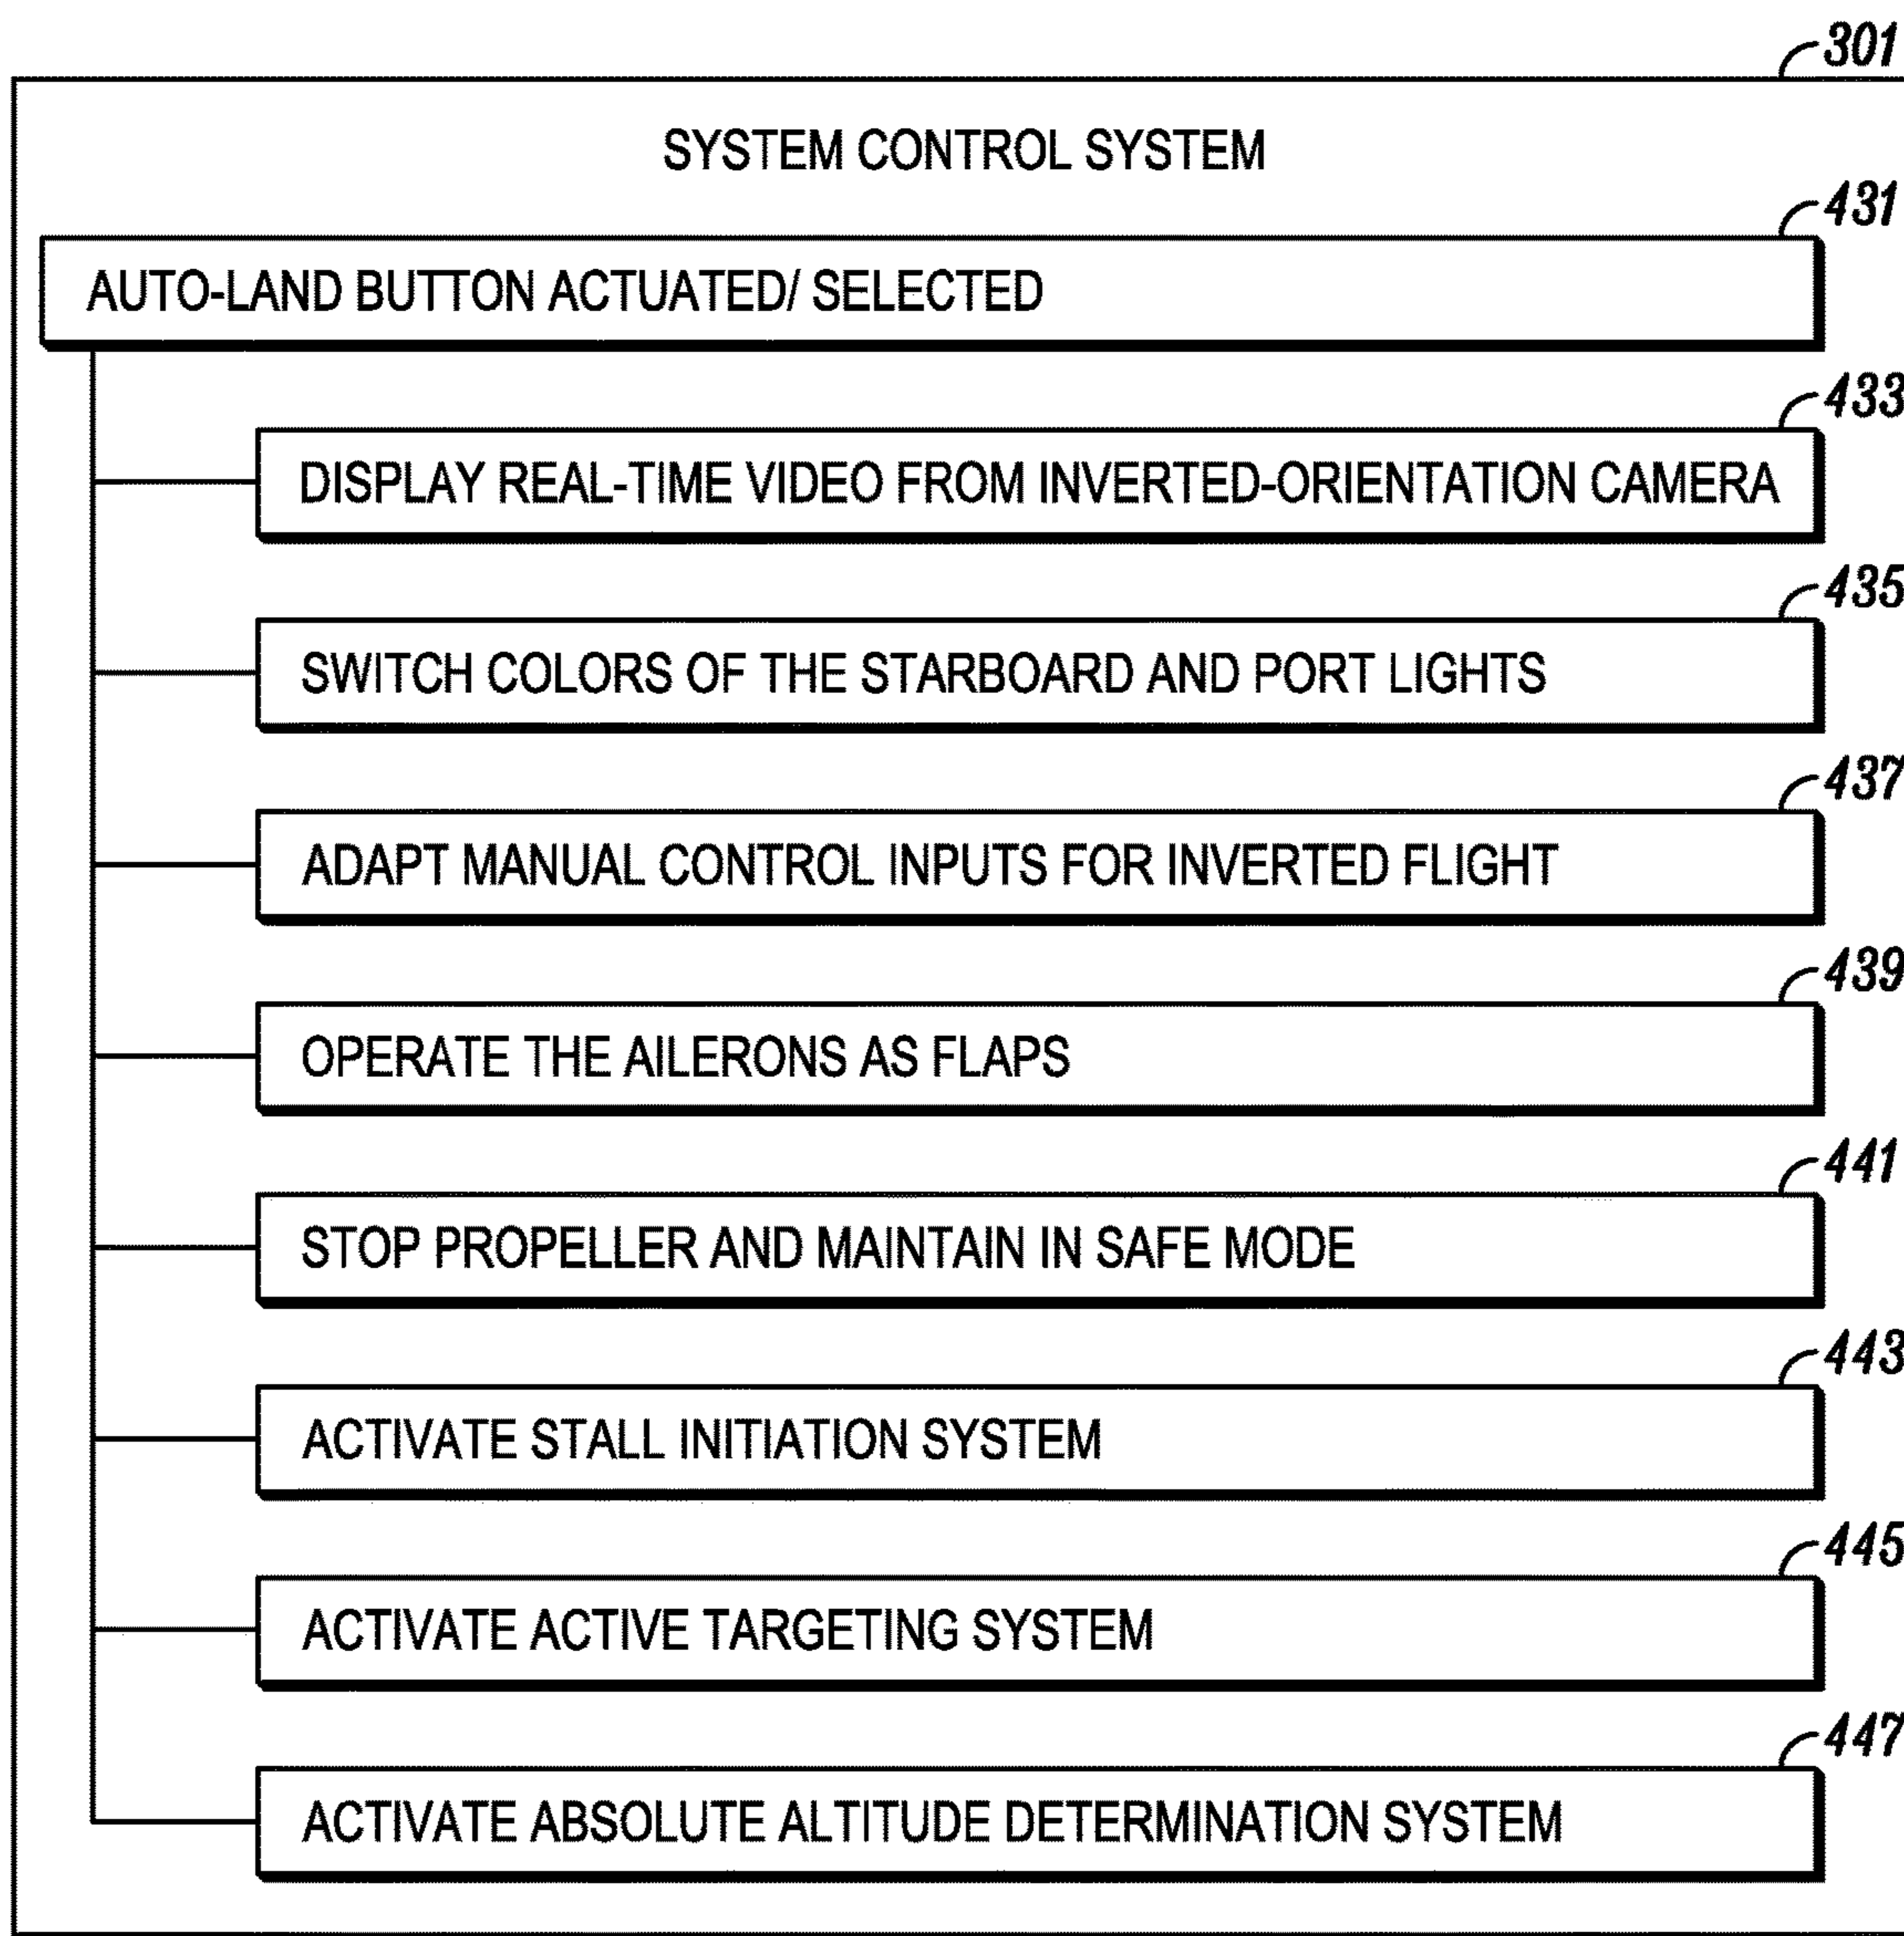 301
SYSTEM CONTROL SYSTEM
431
AUTO-LAND BUTTON ACTUATED/ SELECTED
433
DISPLAY REAL-TIME VIDEO FROM INVERTED-ORIENTATION CAMERA
435
SWITCH COLORS OF THE STARBOARD AND PORT LIGHTS
437
ADAPT MANUAL CONTROL INPUTS FOR INVERTED FLIGHT
439
OPERATE THE AILERONS AS FLAPS
441
STOP PROPELLER AND MAINTAIN IN SAFE MODE
443
ACTIVATE STALL INITIATION SYSTEM
445
ACTIVATE ACTIVE TARGETING SYSTEM
447
ACTIVATE ABSOLUTE ALTITUDE DETERMINATION SYSTEM